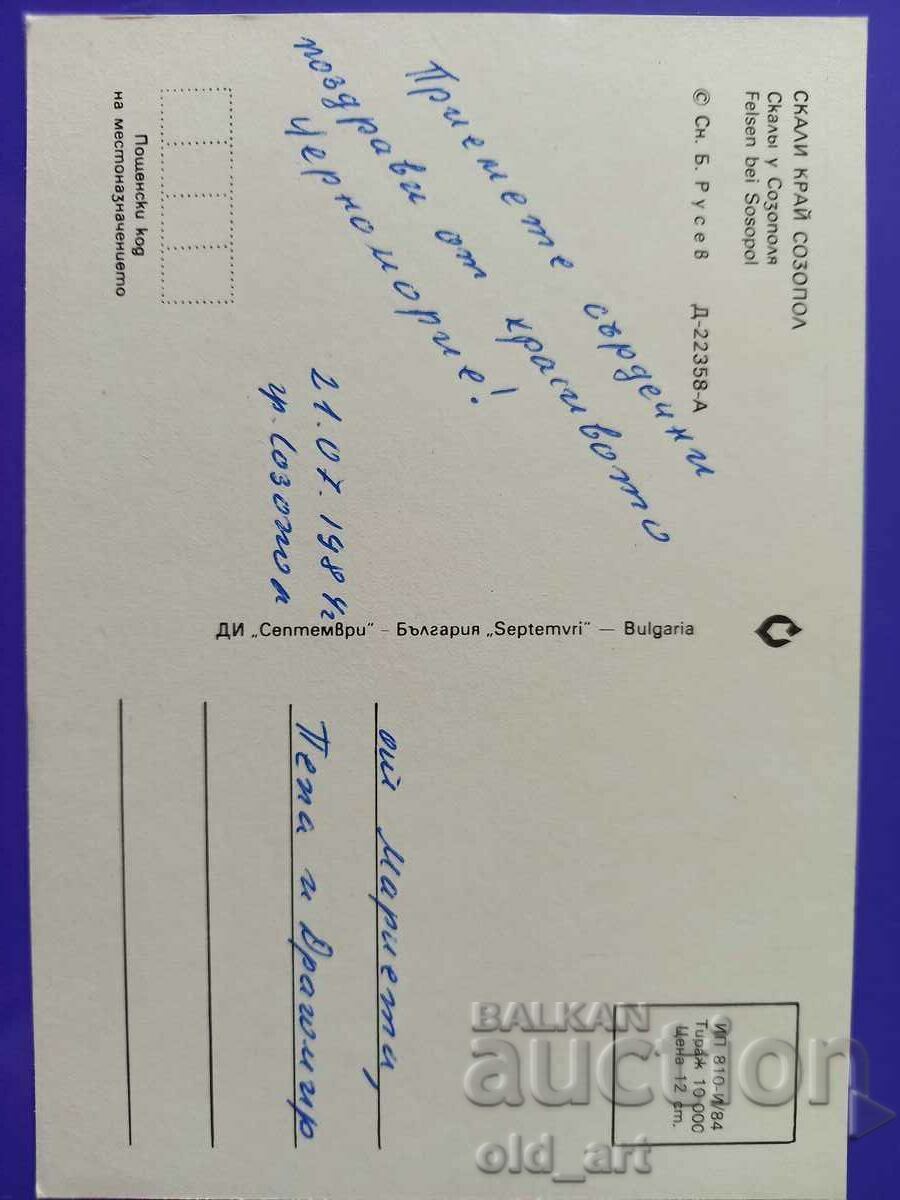 СКАЛИ КРАЙ СОЗОПОЛ
Скалы у Созополя
Felsen bei Sosopol
© Сн. Б. Русев Д-22358-А
Приемете сърдечни
поздрави от красивото
Черноморие!
21.07.1984г
гр. Созопол
Пощенски код
на местоназначението
ДИ „Септември" - България „Septemvri" — Bulgaria
ИП 810-И/84
Тираж 10 000
Цена 12 ст.
от Мариета,
Пепа и Драгомир
BALKAN
auction
old_art